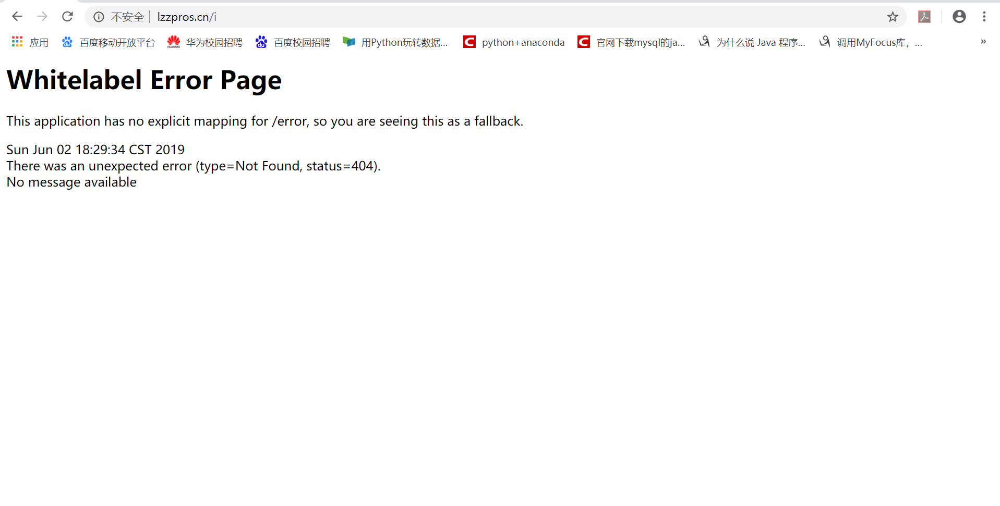 不安全 lzzpros.cn/i
应用 百度移动开放平台 HUAWEI 华为校园招聘 du 百度校园招聘 用Python玩转数据... C python+anaconda C 官网下载mysql的ja... 为什么说 Java 程序... 调用MyFocus库，... »
Whitelabel Error Page
This application has no explicit mapping for /error, so you are seeing this as a fallback.
Sun Jun 02 18:29:34 CST 2019
There was an unexpected error (type=Not Found, status=404).
No message available